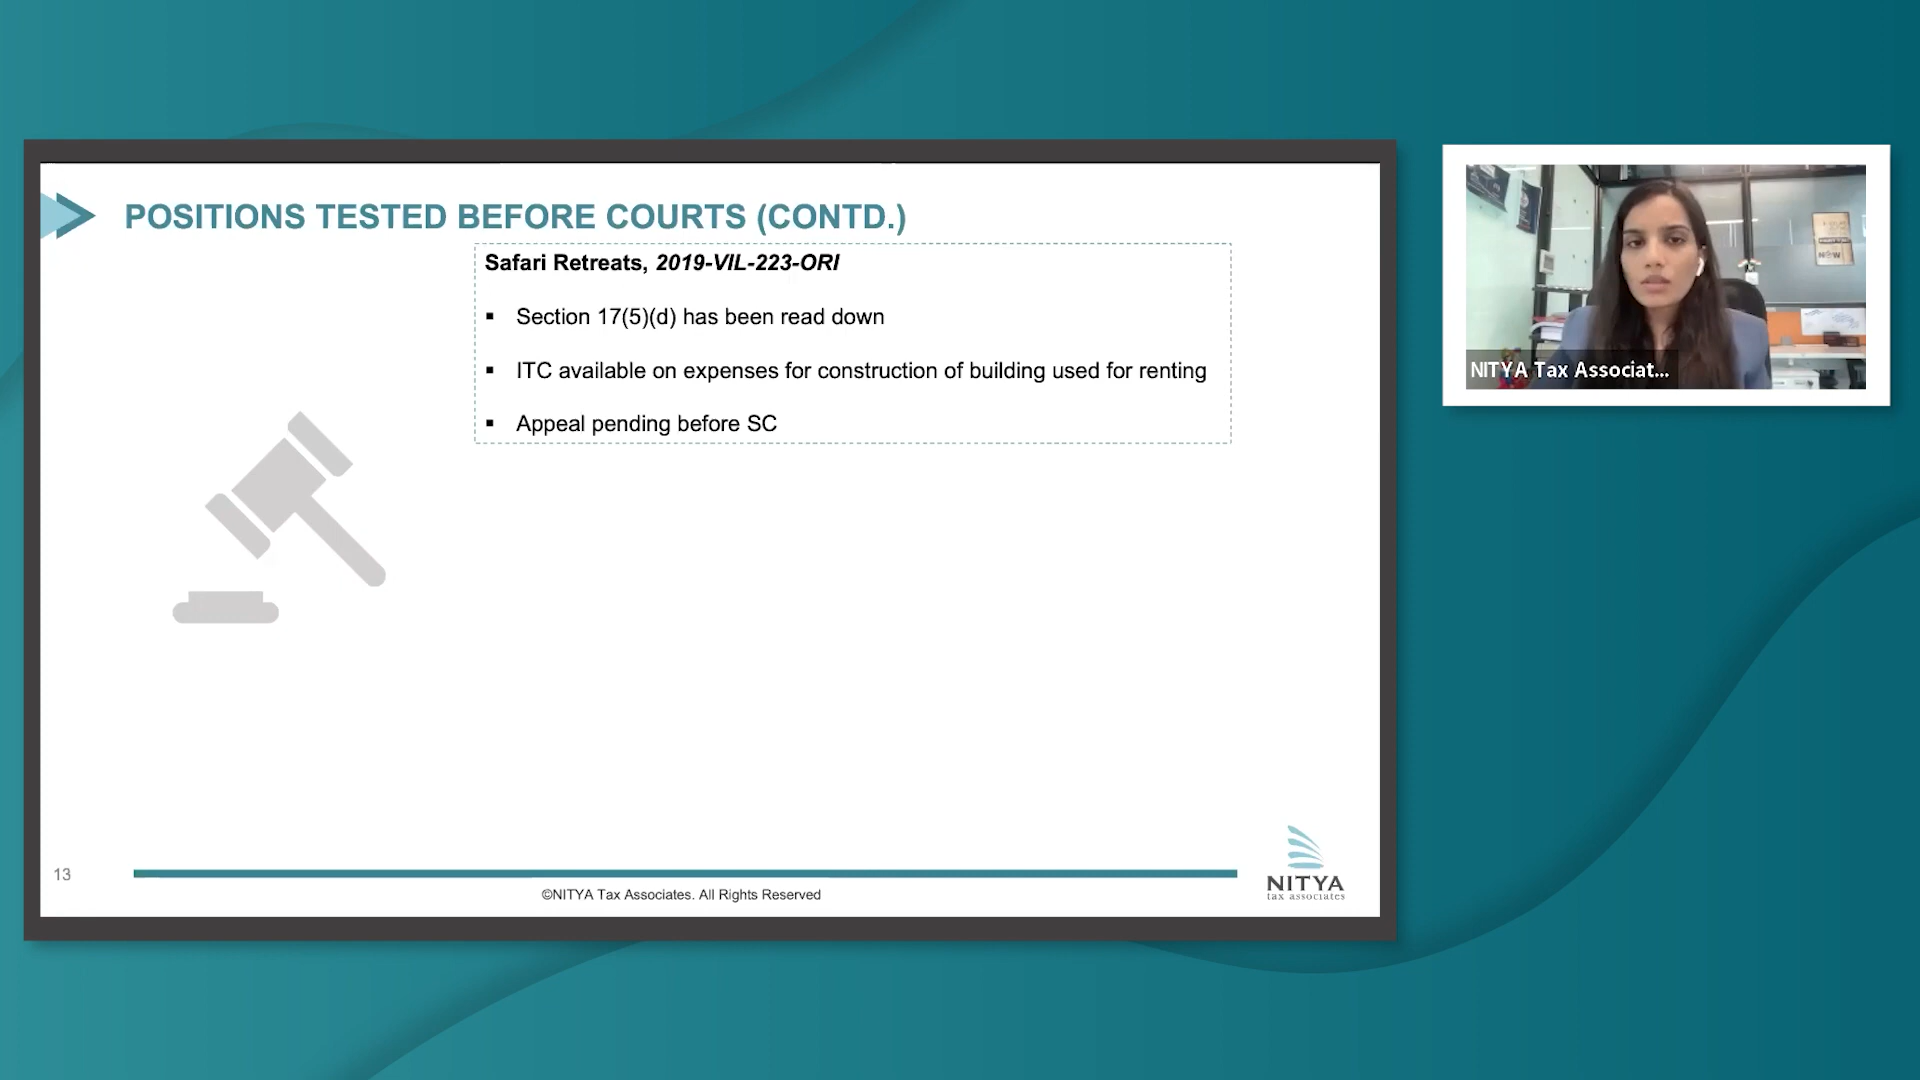 POSITIONS TESTED BEFORE COURTS (CONTD.)
Safari Retreats, 2019-VIL-223-ORI
▪ Section 17(5)(d) has been read down
▪ ITC available on expenses for construction of building used for renting
▪ Appeal pending before SC
13
©NITYA Tax Associates. All Rights Reserved
NITYA
tax associates
NITYA Tax Associat...